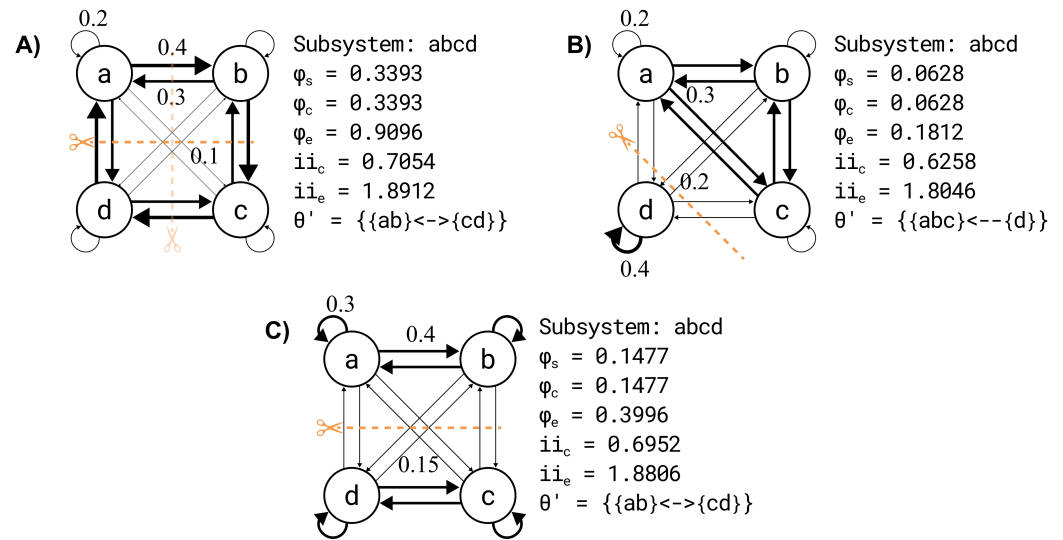 A)
0.2
a
0.4
b
0.3
0.1
d
c
Subsystem: abcd
φs = 0.3393
φc = 0.3393
φe = 0.9096
iic = 0.7054
iie = 1.8912
θ' = {{ab}<->{cd}}
B)
0.2
a
b
0.3
0.2
d
c
0.4
Subsystem: abcd
φs = 0.0628
φc = 0.0628
φe = 0.1812
iic = 0.6258
iie = 1.8046
θ' = {{abc}<--{d}}
C)
0.3
a
0.4
b
0.15
d
c
Subsystem: abcd
φs = 0.1477
φc = 0.1477
φe = 0.3996
iic = 0.6952
iie = 1.8806
θ' = {{ab}<->{cd}}